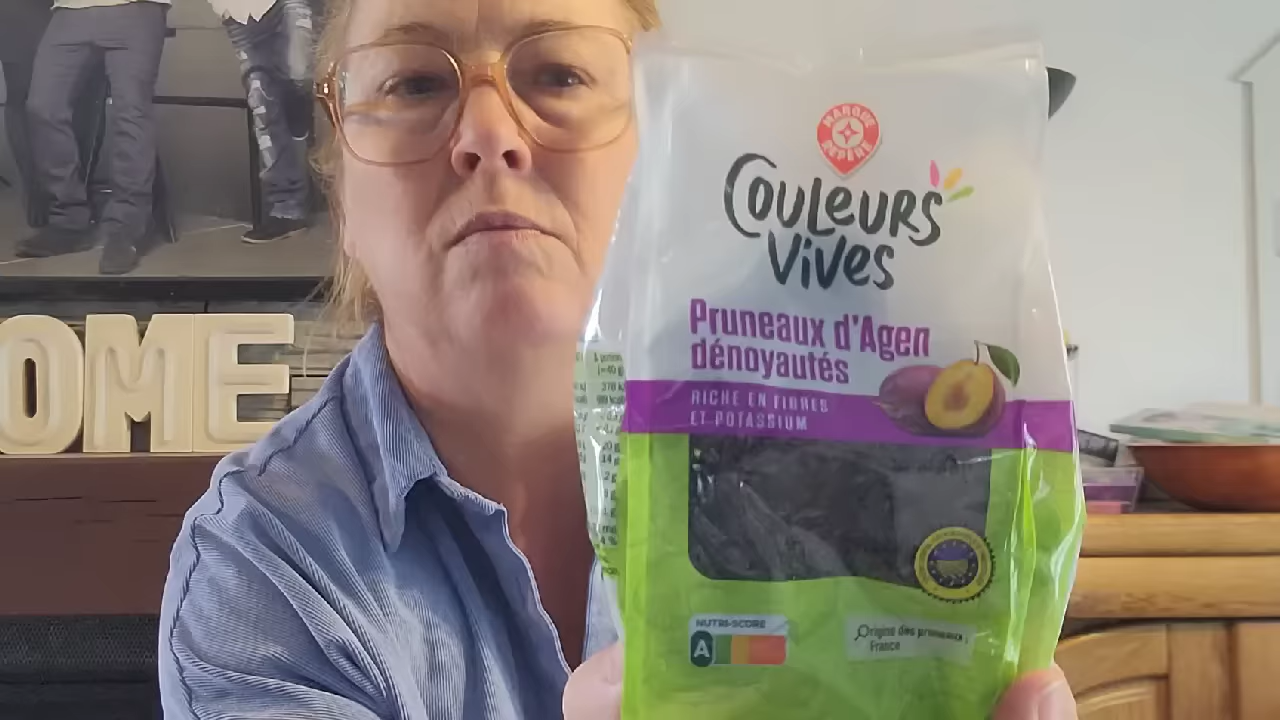 OME
MARQUE
REPÈRE
COULEURS
ViVes
Pruneaux d'Agen
dénoyautés
RICHE EN FIBRES
ET POTASSIUM
NUTRI-SCORE
A
Origine des pruneaux :
France